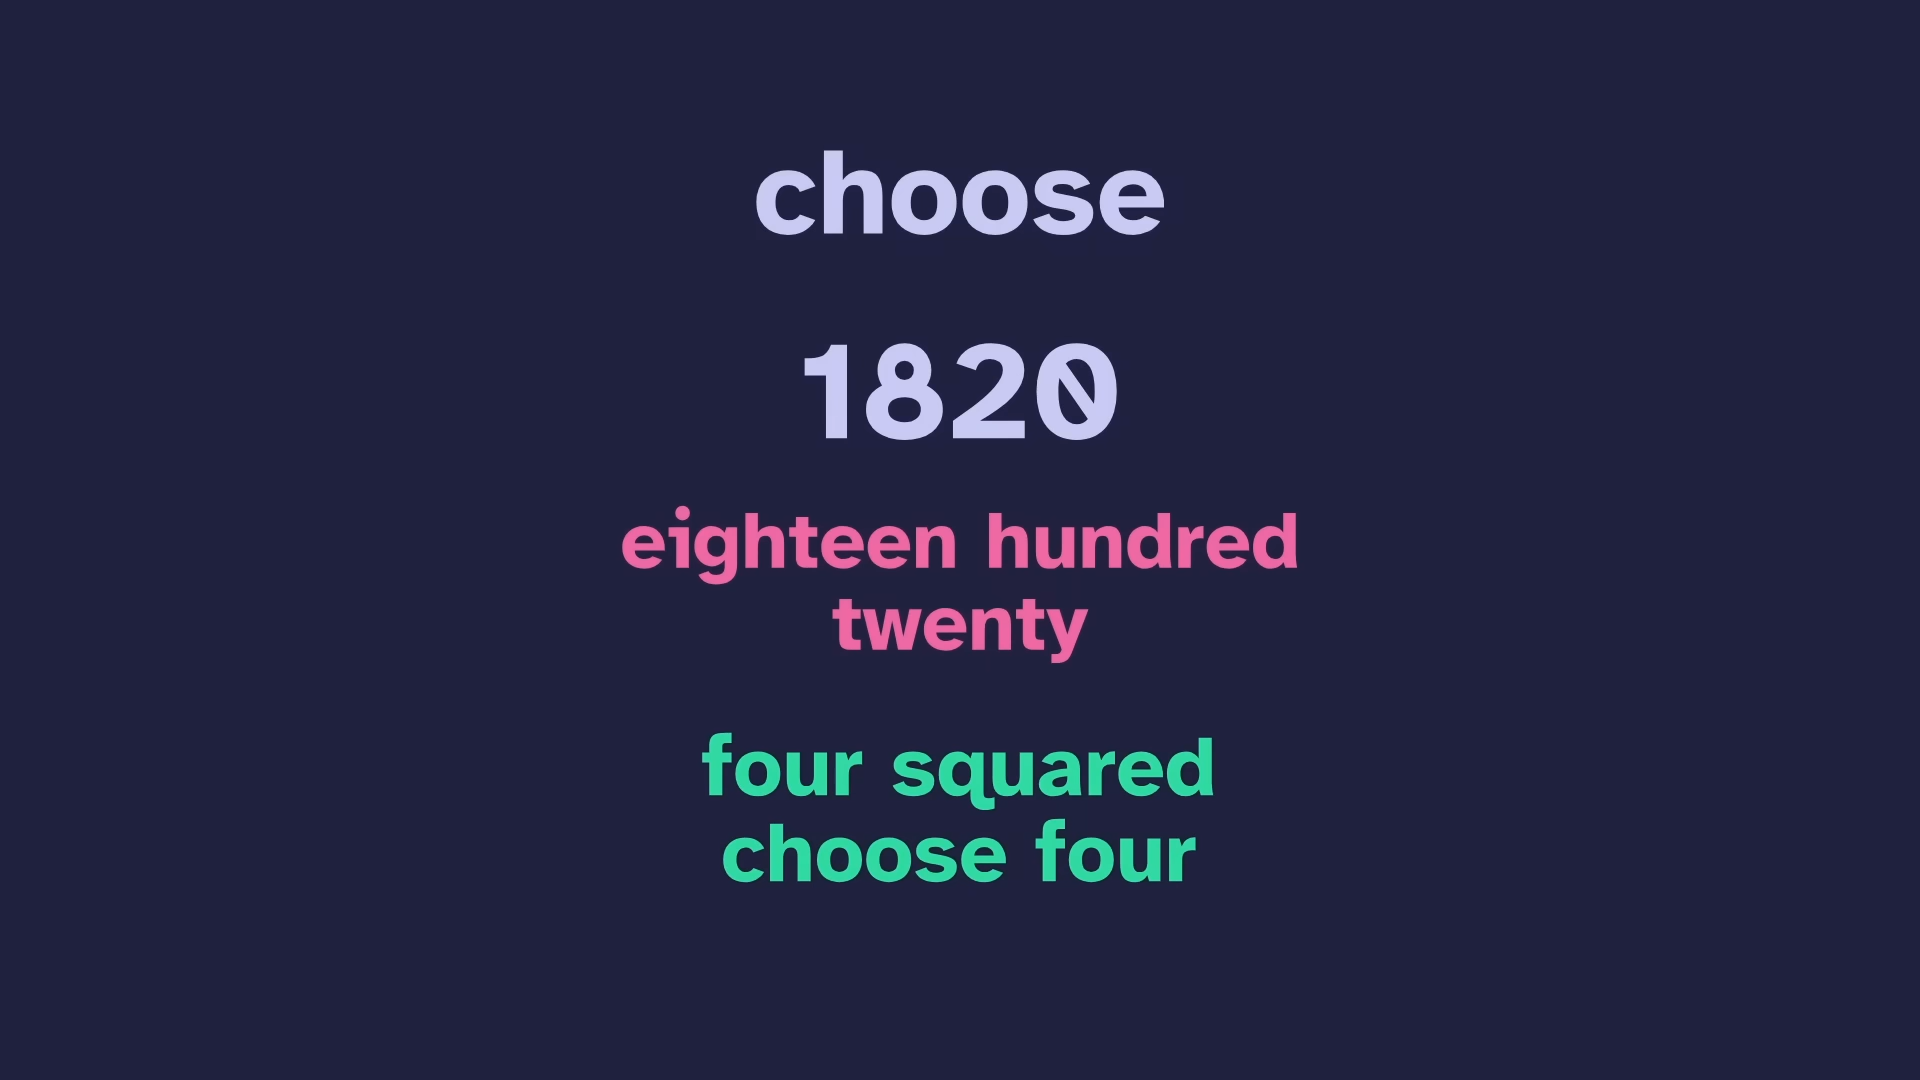 choose
1820
eighteen hundred
twenty
four squared
choose four